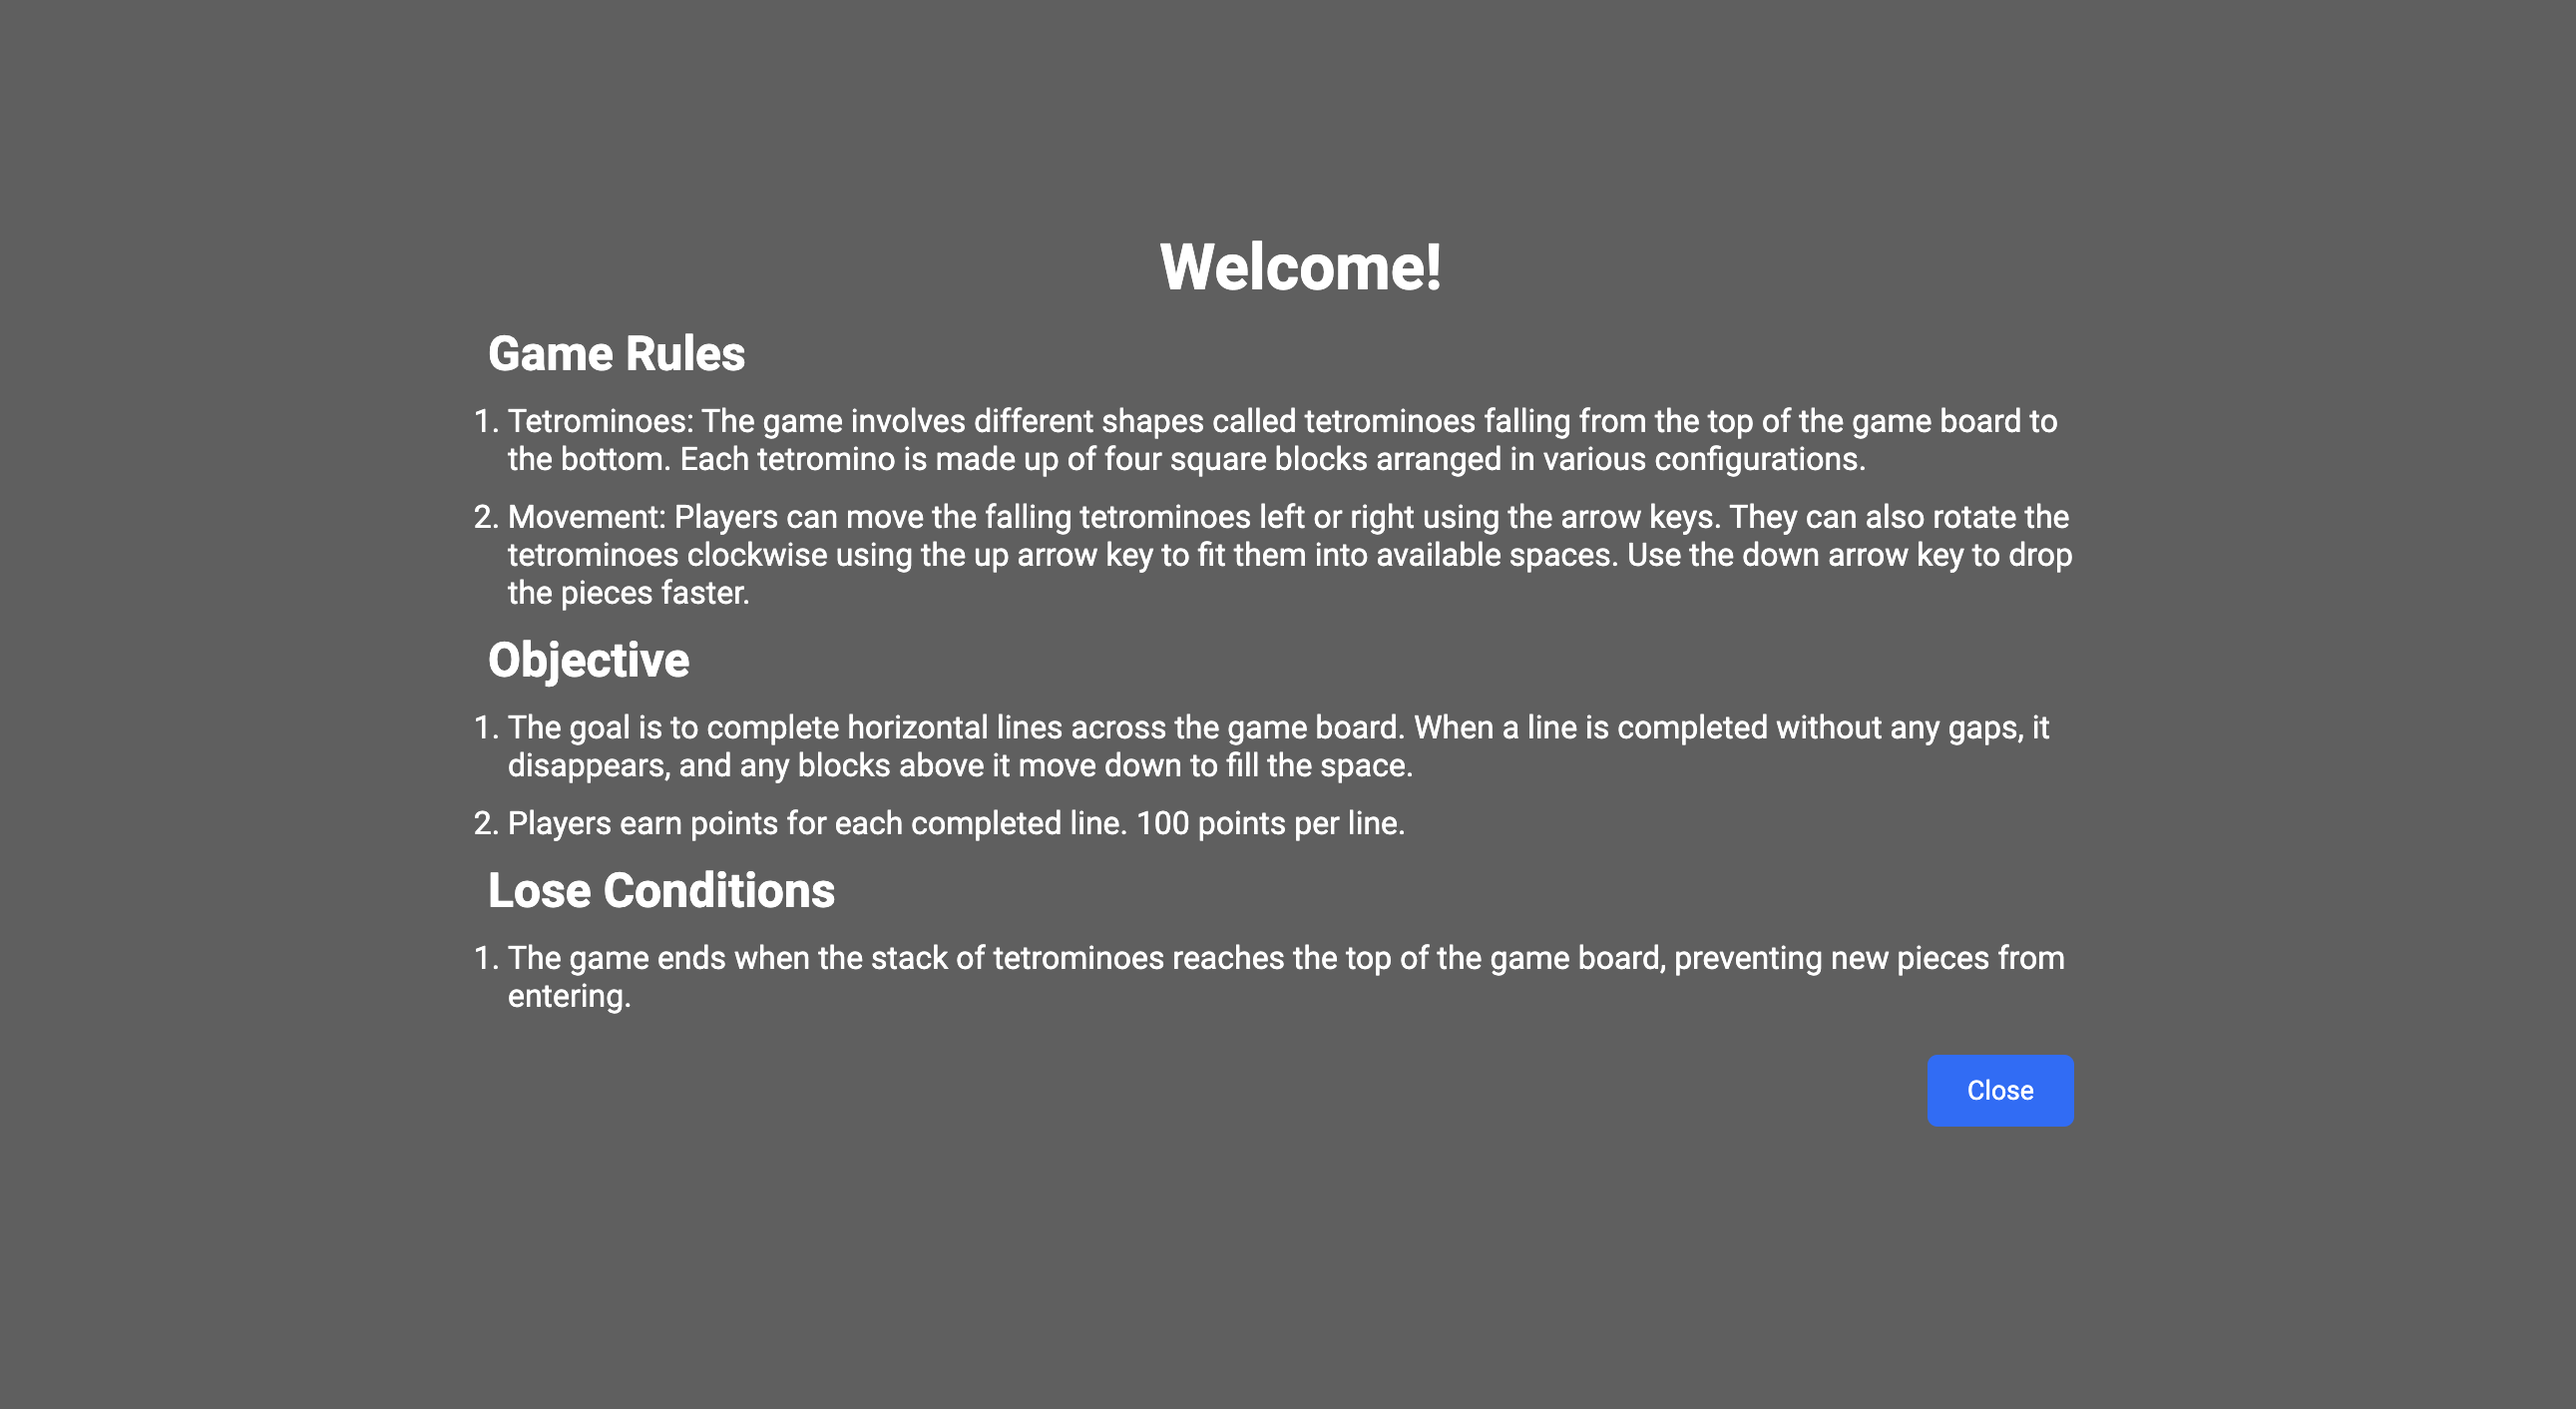 Welcome!
Game Rules
1. Tetrominoes: The game involves different shapes called tetrominoes falling from the top of the game board to
the bottom. Each tetromino is made up of four square blocks arranged in various configurations.
2. Movement: Players can move the falling tetrominoes left or right using the arrow keys. They can also rotate the
tetrominoes clockwise using the up arrow key to fit them into available spaces. Use the down arrow key to drop
the pieces faster.
Objective
1. The goal is to complete horizontal lines across the game board. When a line is completed without any gaps, it
disappears, and any blocks above it move down to fill the space.
2. Players earn points for each completed line. 100 points per line.
Lose Conditions
1. The game ends when the stack of tetrominoes reaches the top of the game board, preventing new pieces from
entering.
Close